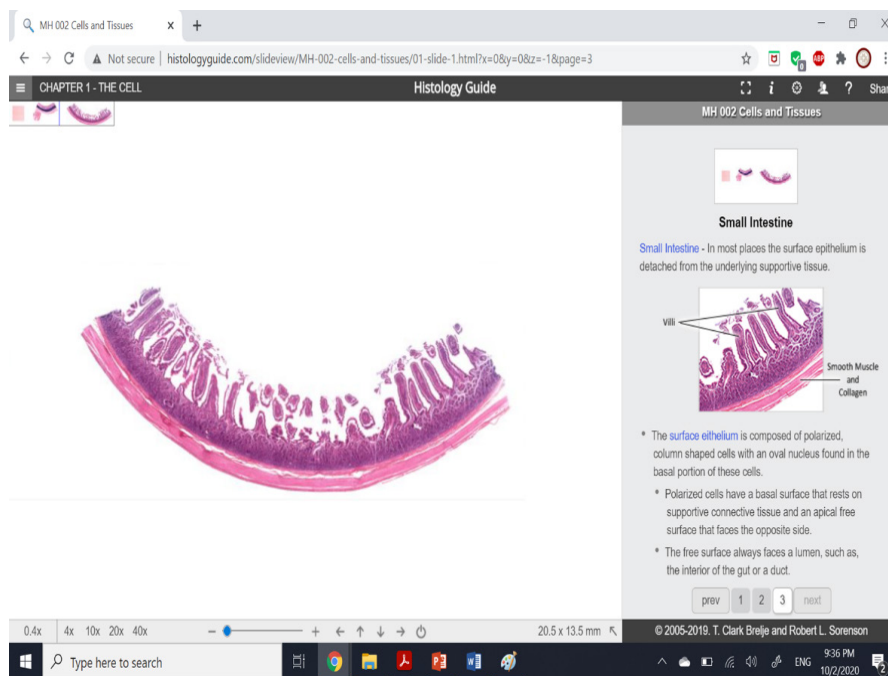 MH 002 Cells and Tissues
Not secure | histologyguide.com/slideview/MH-002-cells-and-tissues/01-slide-1.html?x=0&y=0&z=-1&page=3
ABP
0
CHAPTER 1 - THE CELL
Histology Guide
Shar
MH 002 Cells and Tissues
Small Intestine
Small Intestine - In most places the surface epithelium is
detached from the underlying supportive tissue.
Villi
Smooth Muscle
and
Collagen
• The surface eithelium is composed of polarized,
column shaped cells with an oval nucleus found in the
basal portion of these cells.
• Polarized cells have a basal surface that rests on
supportive connective tissue and an apical free
surface that faces the opposite side.
• The free surface always faces a lumen, such as,
the interior of the gut or a duct.
prev 1 2 3 next
0.4x 4x 10x 20x 40x
20.5 x 13.5 mm
© 2005-2019. T. Clark Brelje and Robert L. Sorenson
Type here to search
ENG
9:36 PM
10/2/2020
2